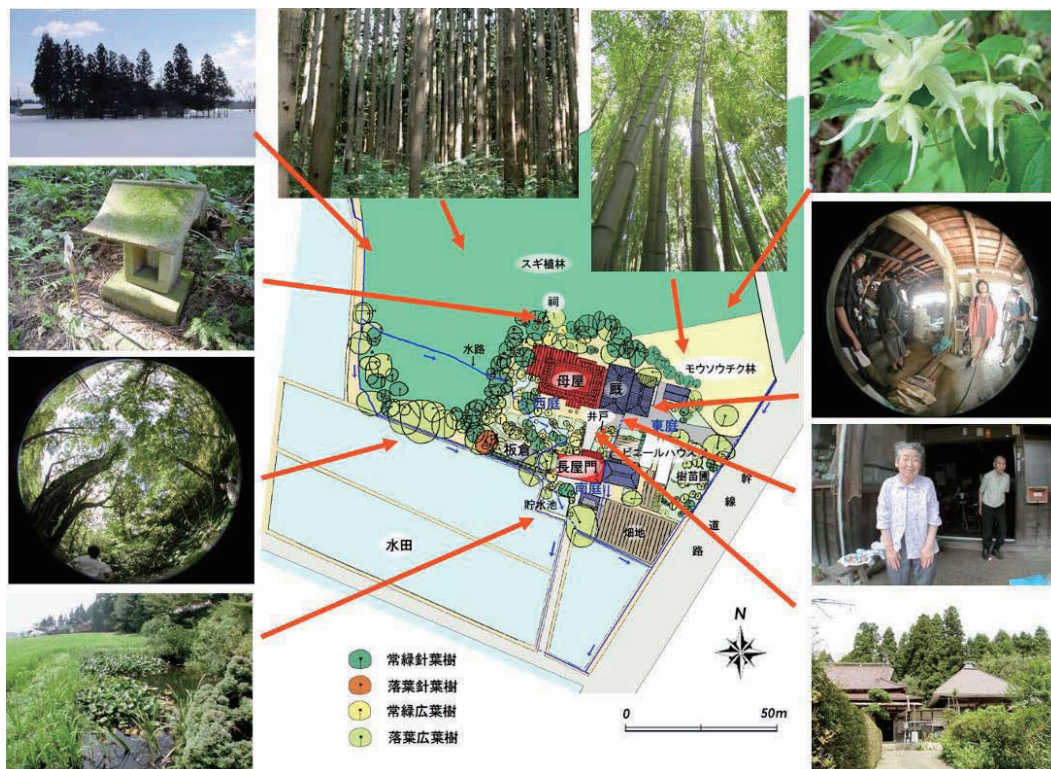 スギ植林
祠
水路
モウソウチク林
母屋
厩
西庭
井戸
東庭
板倉
ビニールハウス
長屋門
樹苗圃
南庭
貯水池
畑地
水田
幹線道路
N
常緑針葉樹
落葉針葉樹
常緑広葉樹
落葉広葉樹
0
50m